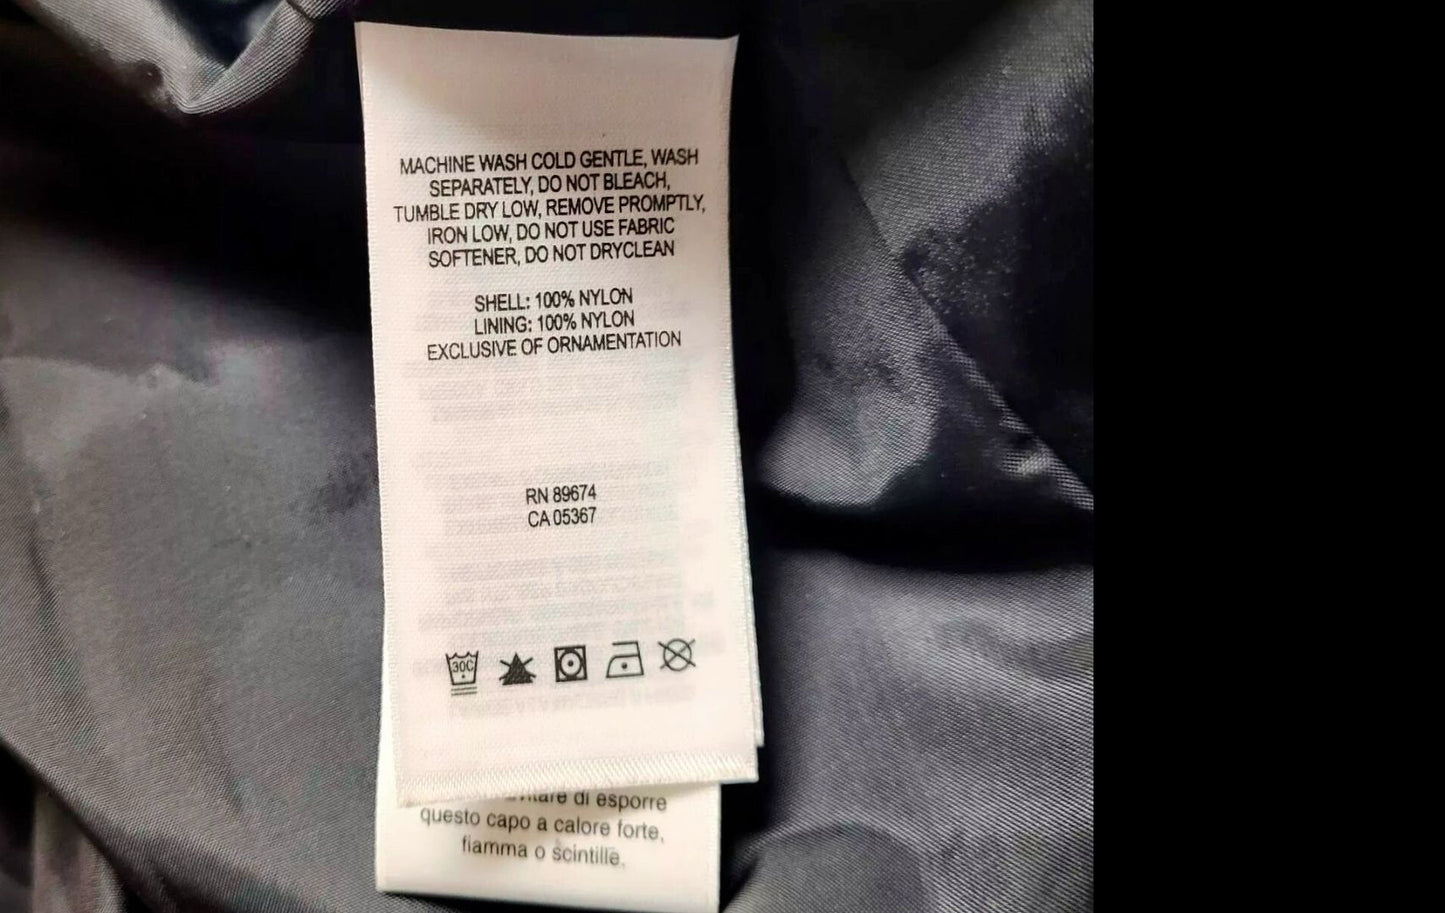 MACHINE WASH COLD GENTLE, WASH
SEPARATELY, DO NOT BLEACH,
TUMBLE DRY LOW, REMOVE PROMPTLY,
IRON LOW, DO NOT USE FABRIC
SOFTENER, DO NOT DRYCLEAN
SHELL: 100% NYLON
LINING: 100% NYLON
EXCLUSIVE OF ORNAMENTATION
RN 89674
CA 05367
30C
di esporre
questo capo a calore forte,
fiamma o scintille.